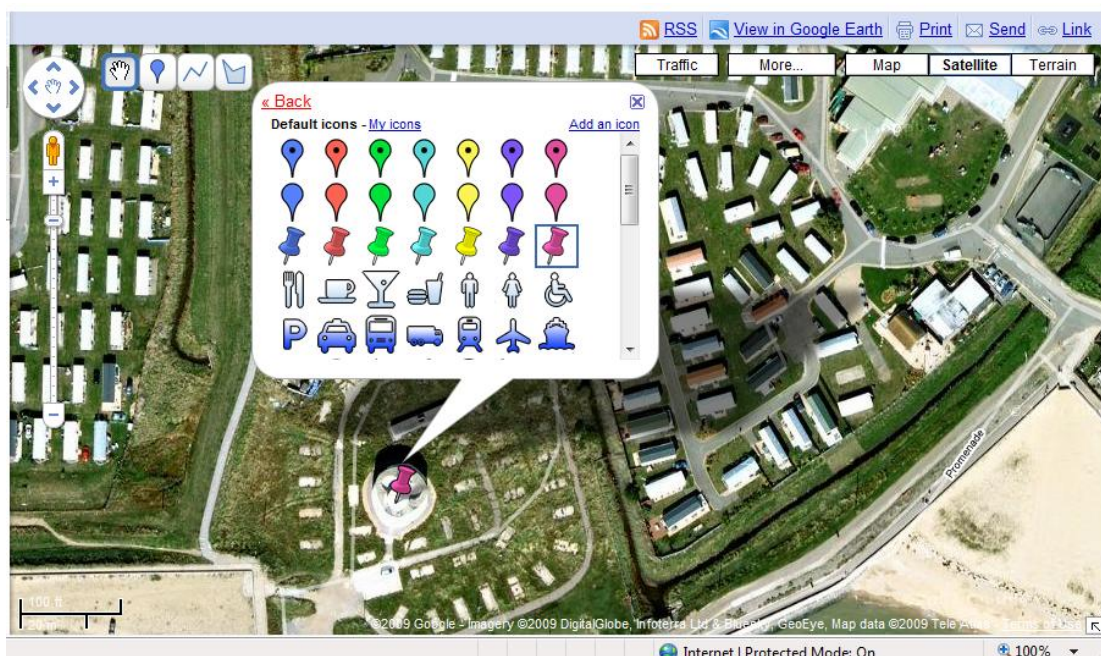 RSS View in Google Earth Print Send Link
Traffic More... Map Satellite Terrain
« Back
Default icons - My icons Add an icon
P
Promenade
100 ft
20 m
©2009 Google - Imagery ©2009 DigitalGlobe, Infoterra Ltd & Bluesky, GeoEye, Map data ©2009 Tele Atlas - Terms of Use
Internet | Protected Mode: On 100%